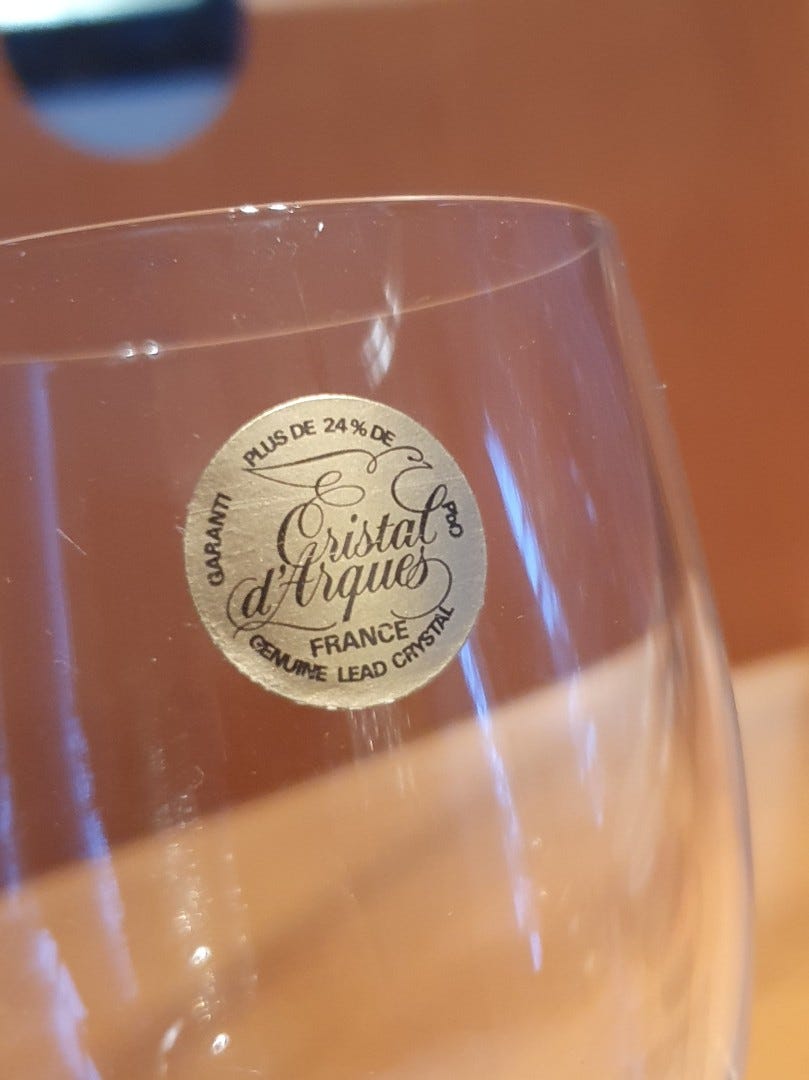 GARANTI PLUS DE 24% DE PbO
Cristal
d'Arques
FRANCE
GENUINE LEAD CRYSTAL